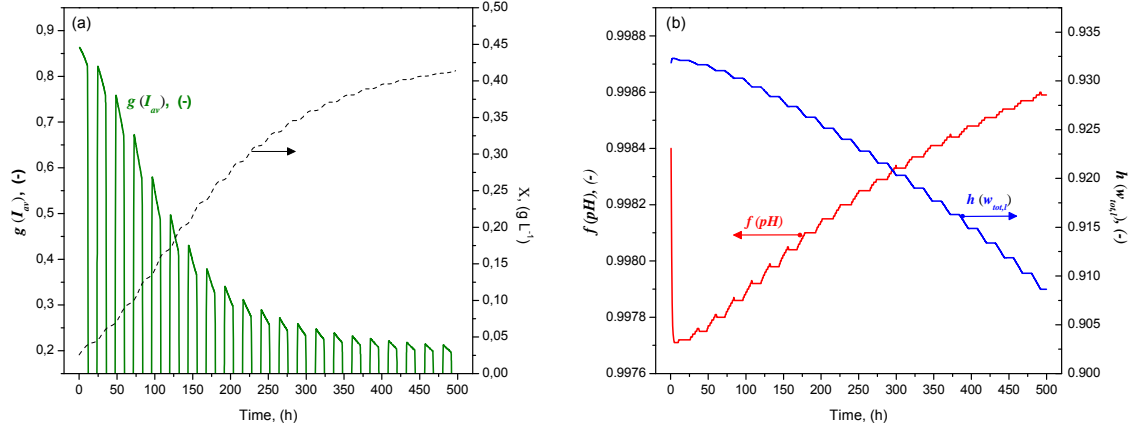 (a)
g (I_av), (-)
0,9
0,8
0,7
0,6
0,5
0,4
0,3
0,2
g (I_av), (-)
0,50
0,45
0,40
0,35
0,30
0,25
0,20
0,15
0,10
0,05
0,00
X, (g L⁻¹)
0 50 100 150 200 250 300 350 400 450 500
Time, (h)
(b)
f (pH), (-)
0.9988
0.9986
0.9984
0.9982
0.9980
0.9978
0.9976
f (pH)
h (w_tot,l)
0.935
0.930
0.925
0.920
0.915
0.910
0.905
0.900
h (w_tot,l), (-)
0 50 100 150 200 250 300 350 400 450 500
Time, (h)